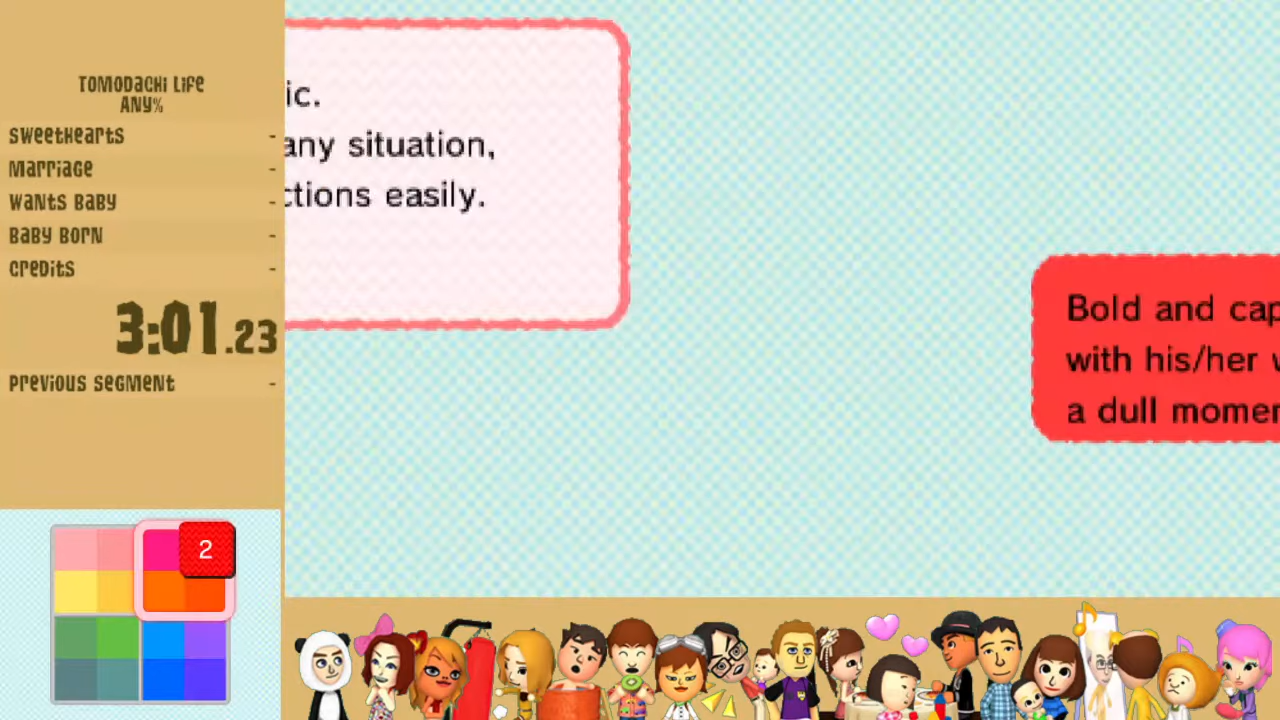 TOMODACHI LIFE
ANY%
SWEETHEARTS -
MARRIAGE -
WANTS BABY -
BABY BORN -
CREDITS -
3:01.23
PREVIOUS SEGMENT -
2
ic.
any situation,
ctions easily.
Bold and cap
with his/her w
a dull momen